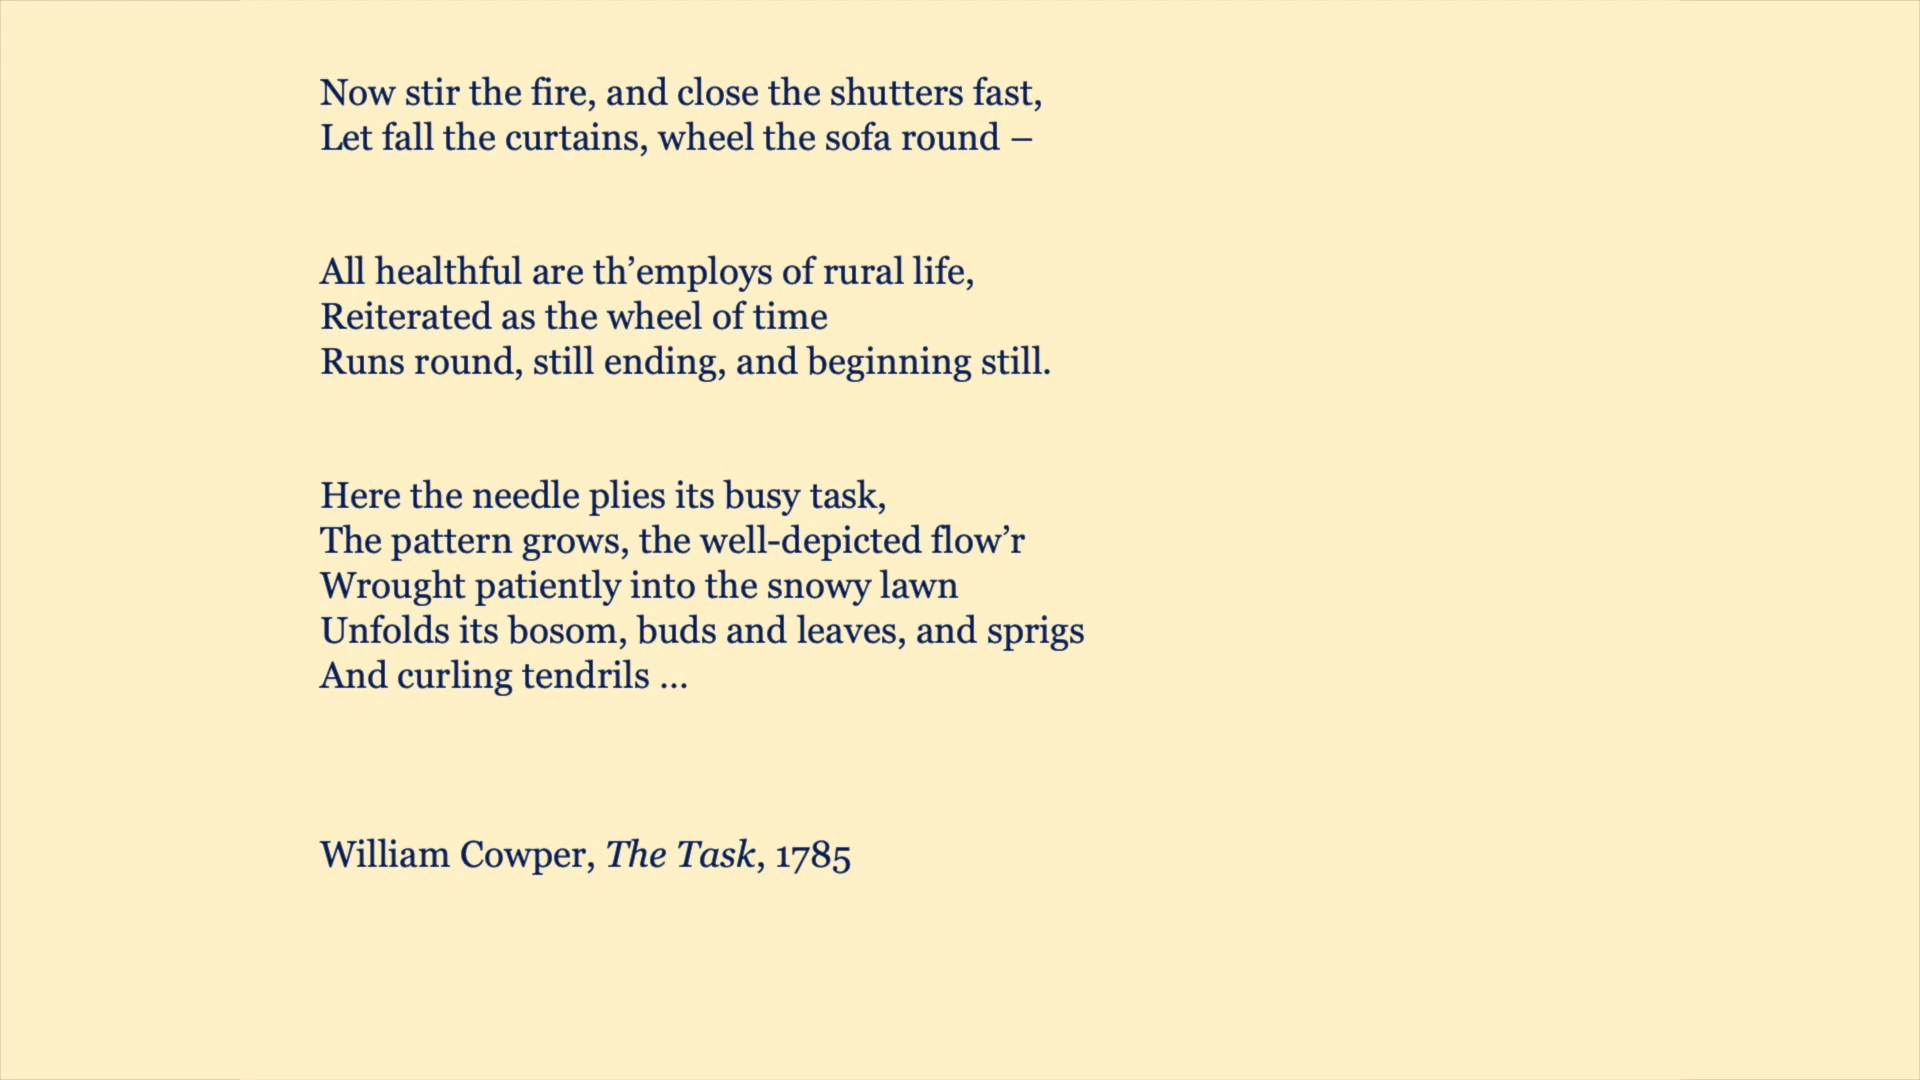 Now stir the fire, and close the shutters fast,
Let fall the curtains, wheel the sofa round –
All healthful are th’employs of rural life,
Reiterated as the wheel of time
Runs round, still ending, and beginning still.
Here the needle plies its busy task,
The pattern grows, the well-depicted flow’r
Wrought patiently into the snowy lawn
Unfolds its bosom, buds and leaves, and sprigs
And curling tendrils ...
William Cowper, The Task, 1785